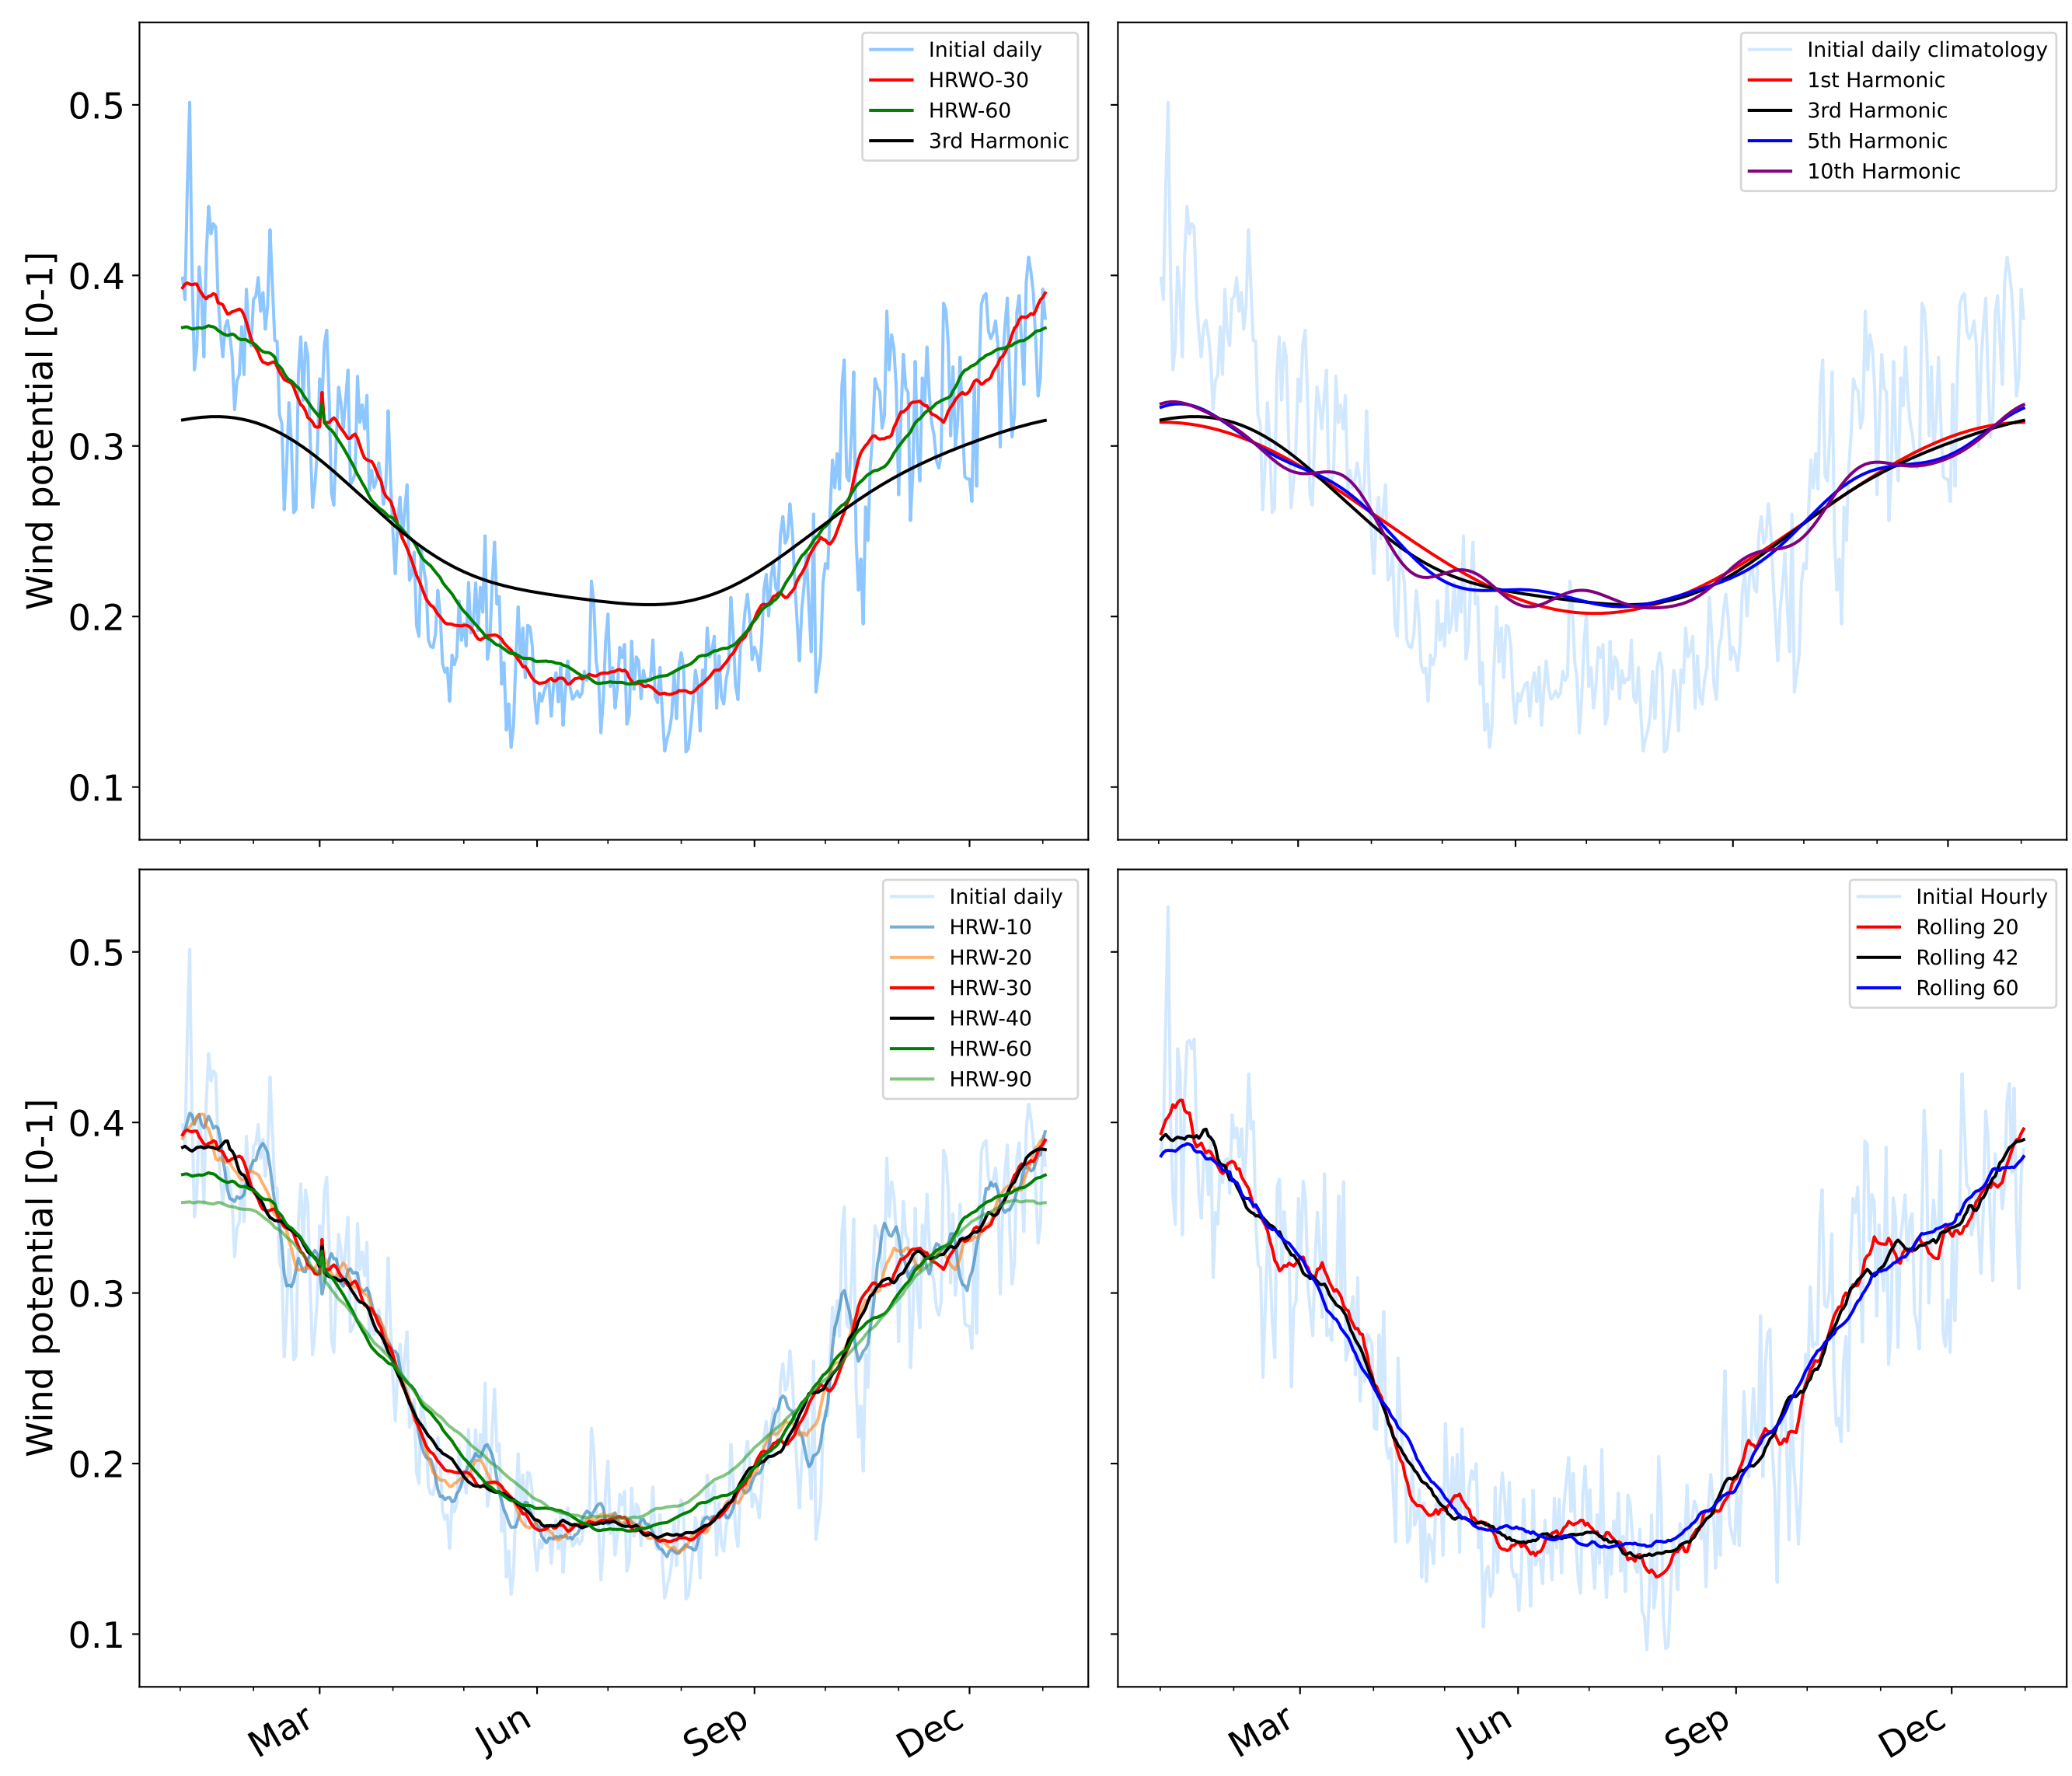 Wind potential [0-1]
0.5
0.4
0.3
0.2
0.1
Initial daily
HRWO-30
HRW-60
3rd Harmonic
Initial daily climatology
1st Harmonic
3rd Harmonic
5th Harmonic
10th Harmonic
Wind potential [0-1]
0.5
0.4
0.3
0.2
0.1
Initial daily
HRW-10
HRW-20
HRW-30
HRW-40
HRW-60
HRW-90
Mar
Jun
Sep
Dec
Initial Hourly
Rolling 20
Rolling 42
Rolling 60
Mar
Jun
Sep
Dec